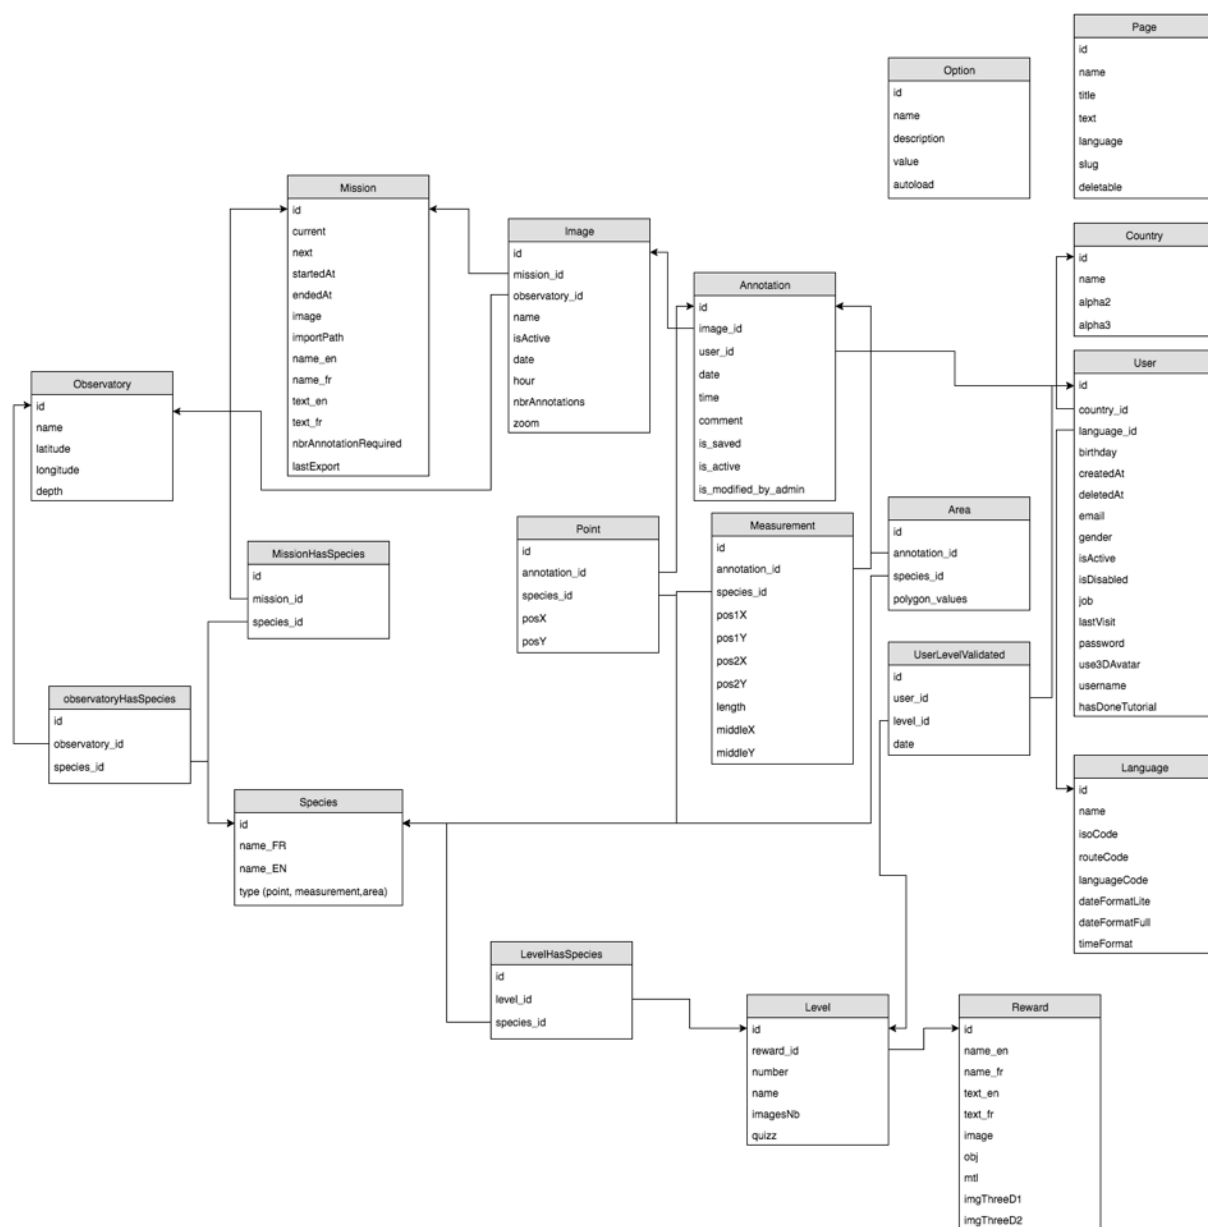 Page
id
name
title
text
language
slug
deletable
Option
id
name
description
value
autoload
Mission
id
current
next
startedAt
endedAt
image
importPath
name_en
name_fr
text_en
text_fr
nbrAnnotationRequired
lastExport
Image
id
mission_id
observatory_id
name
isActive
date
hour
nbrAnnotations
zoom
Country
id
name
alpha2
alpha3
Annotation
id
image_id
user_id
date
time
comment
is_saved
is_active
is_modified_by_admin
User
id
country_id
language_id
birthday
createdAt
deletedAt
email
gender
isActive
isDisabled
job
lastVisit
password
use3DAvatar
username
hasDoneTutorial
Observatory
id
name
latitude
longitude
depth
MissionHasSpecies
id
mission_id
species_id
Point
id
annotation_id
species_id
posX
posY
Measurement
id
annotation_id
species_id
pos1X
pos1Y
pos2X
pos2Y
length
middleX
middleY
Area
id
annotation_id
species_id
polygon_values
UserLevelValidated
id
user_id
level_id
date
observatoryHasSpecies
id
observatory_id
species_id
Species
id
name_FR
name_EN
type (point, measurement,area)
Language
id
name
isoCode
routeCode
languageCode
dateFormatLite
dateFormatFull
timeFormat
LevelHasSpecies
id
level_id
species_id
Level
id
reward_id
number
name
imagesNb
quizz
Reward
id
name_en
name_fr
text_en
text_fr
image
obj
mtl
imgThreeD1
imgThreeD2